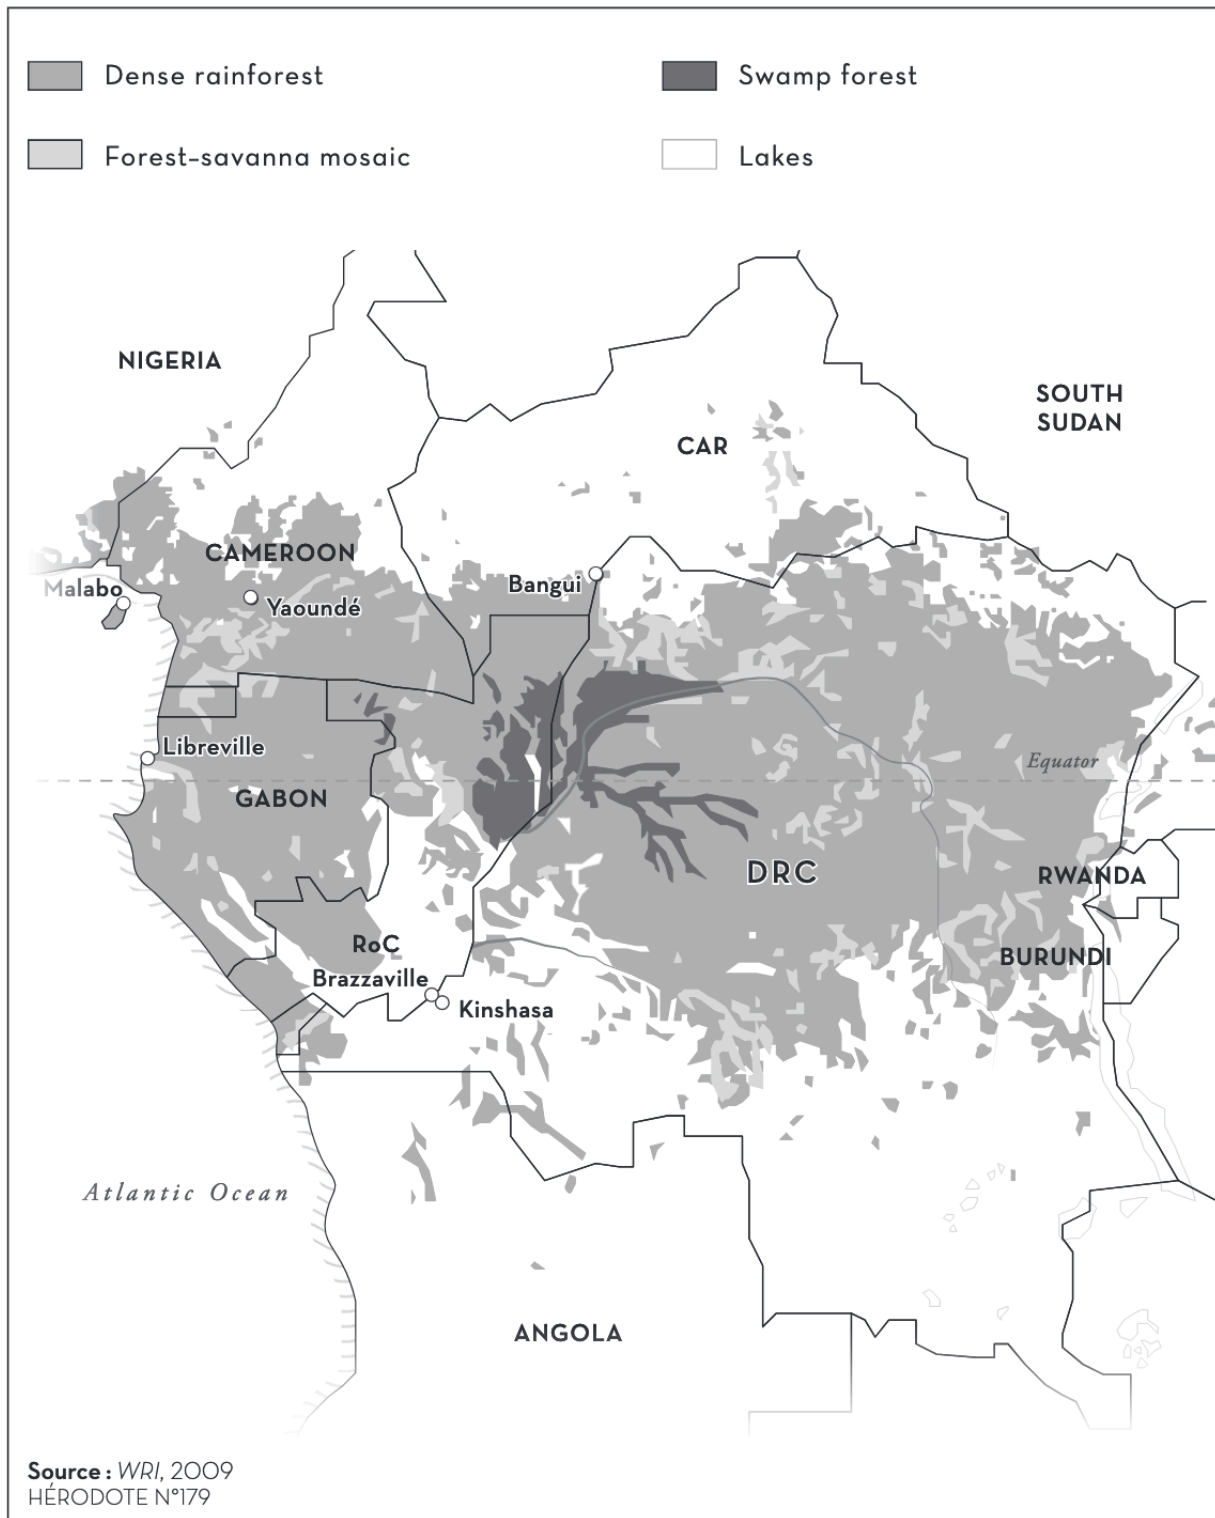 Dense rainforest
Swamp forest
Forest-savanna mosaic
Lakes
NIGERIA
SOUTH
SUDAN
CAR
CAMEROON
Bangui
Malabo
Yaoundé
Libreville
Equator
GABON
DRC
RWANDA
RoC
BURUNDI
Brazzaville
Kinshasa
Atlantic Ocean
ANGOLA
Source : WRI, 2009
HÉRODOTE N°179